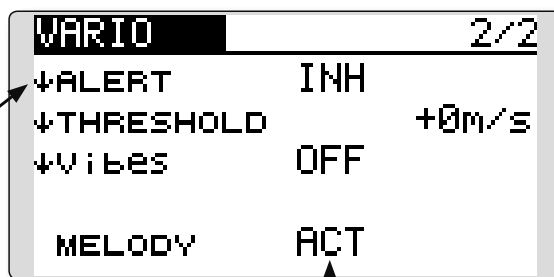 VARIO 2/2
↓ALERT INH
↓THRESHOLD +0m/s
↓Vibes OFF
MELODY ACT